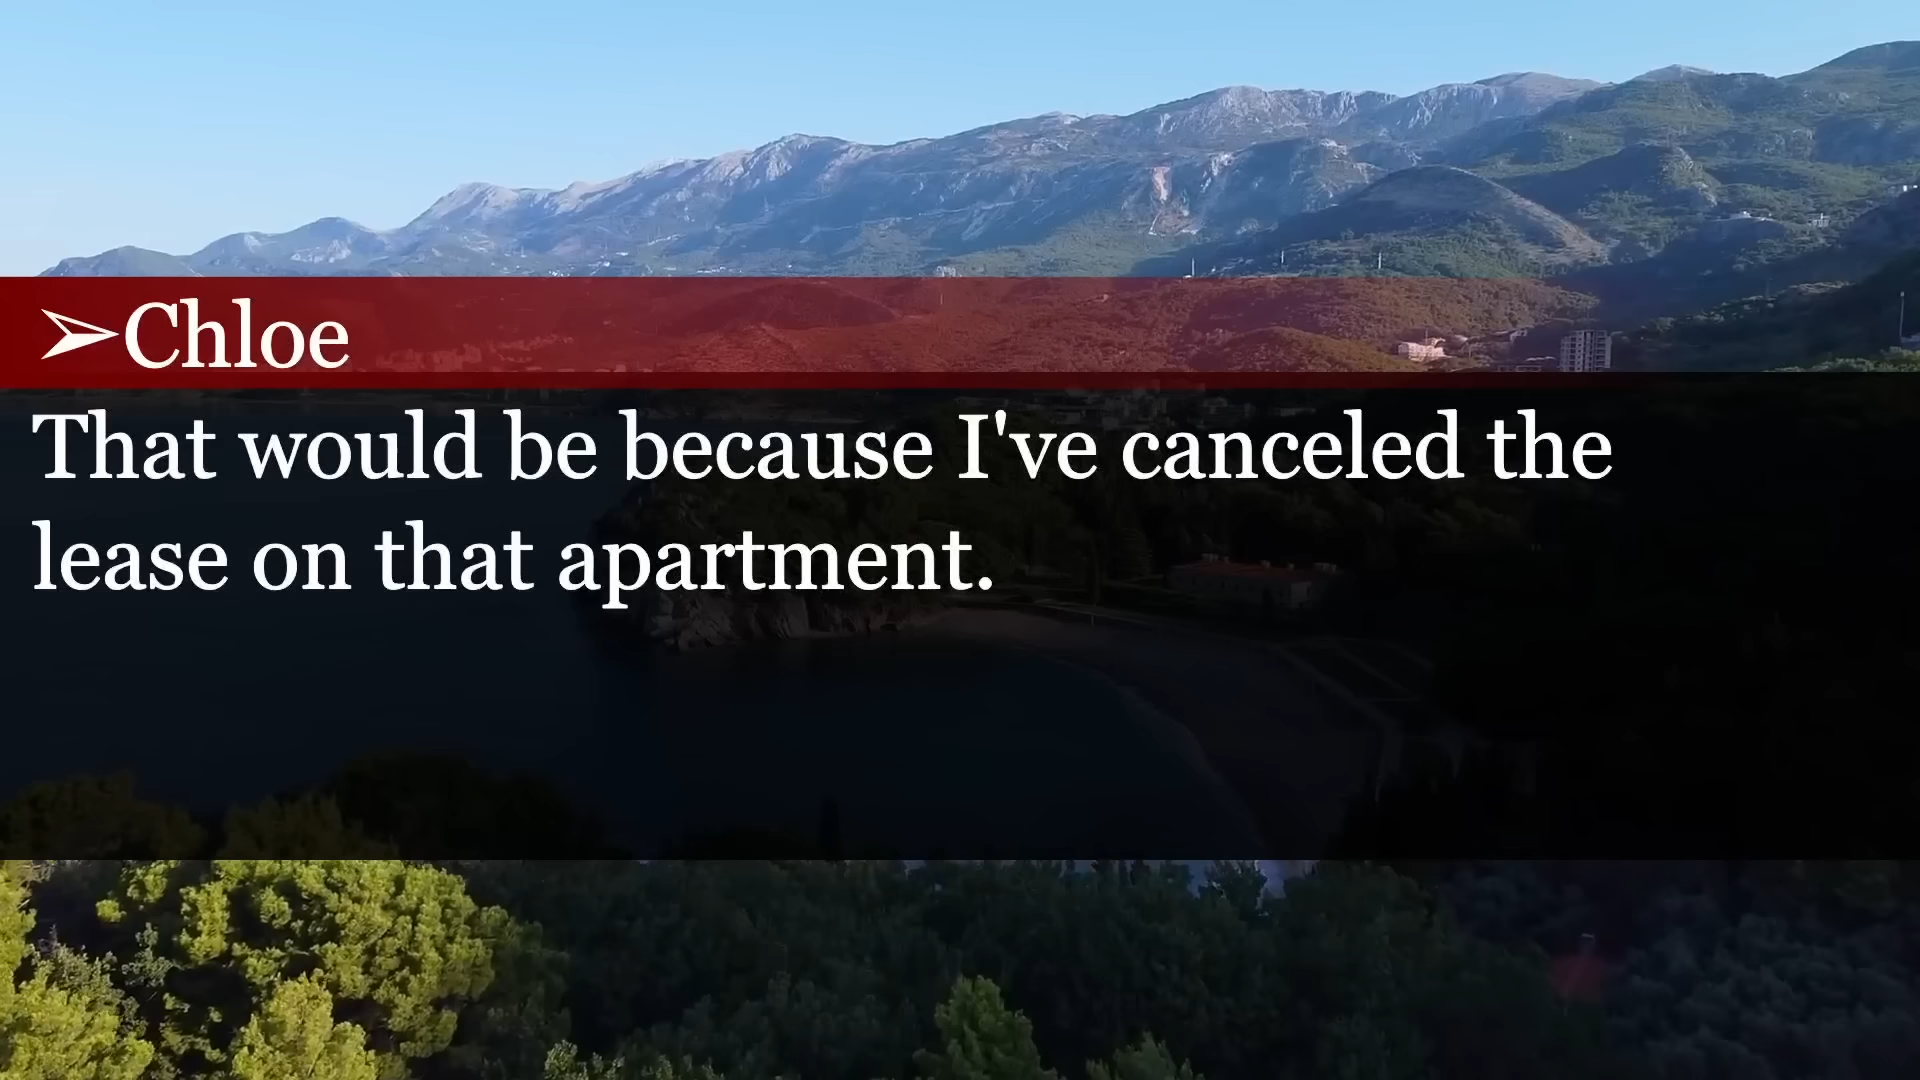 ➢Chloe
That would be because I've canceled the
lease on that apartment.